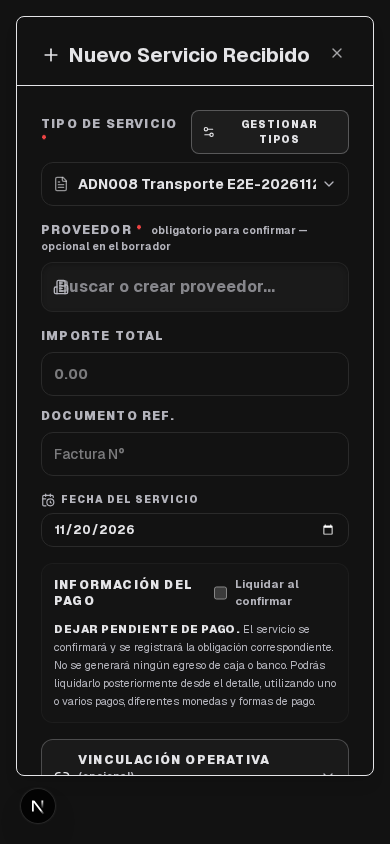 Nuevo Servicio Recibido
TIPO DE SERVICIO
*
GESTIONAR
TIPOS
ADN008 Transporte E2E-2026112
PROVEEDOR * obligatorio para confirmar —
opcional en el borrador
Buscar o crear proveedor...
IMPORTE TOTAL
0.00
DOCUMENTO REF.
Factura Nº
FECHA DEL SERVICIO
11/20/2026
INFORMACIÓN DEL
PAGO
Liquidar al
confirmar
DEJAR PENDIENTE DE PAGO. El servicio se
confirmará y se registrará la obligación correspondiente.
No se generará ningún egreso de caja o banco. Podrás
liquidarlo posteriormente desde el detalle, utilizando uno
o varios pagos, diferentes monedas y formas de pago.
VINCULACIÓN OPERATIVA
(opcional)
N